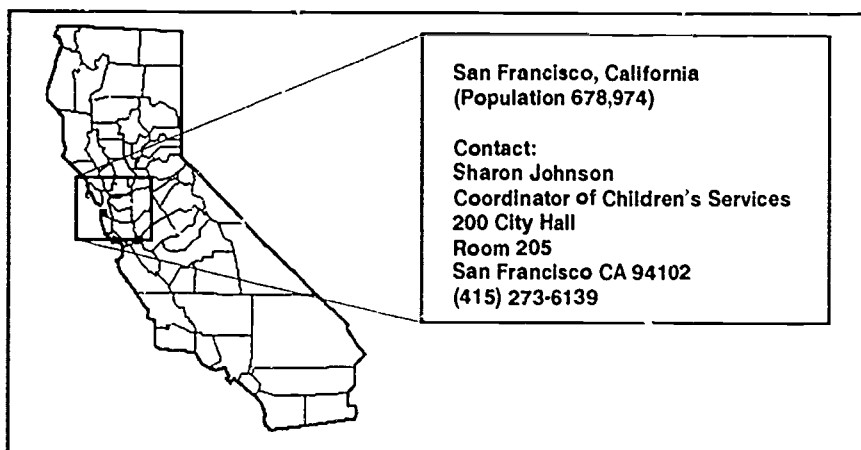 San Francisco, California
(Population 678,974)
Contact:
Sharon Johnson
Coordinator of Children's Services
200 City Hall
Room 205
San Francisco CA 94102
(415) 273-6139